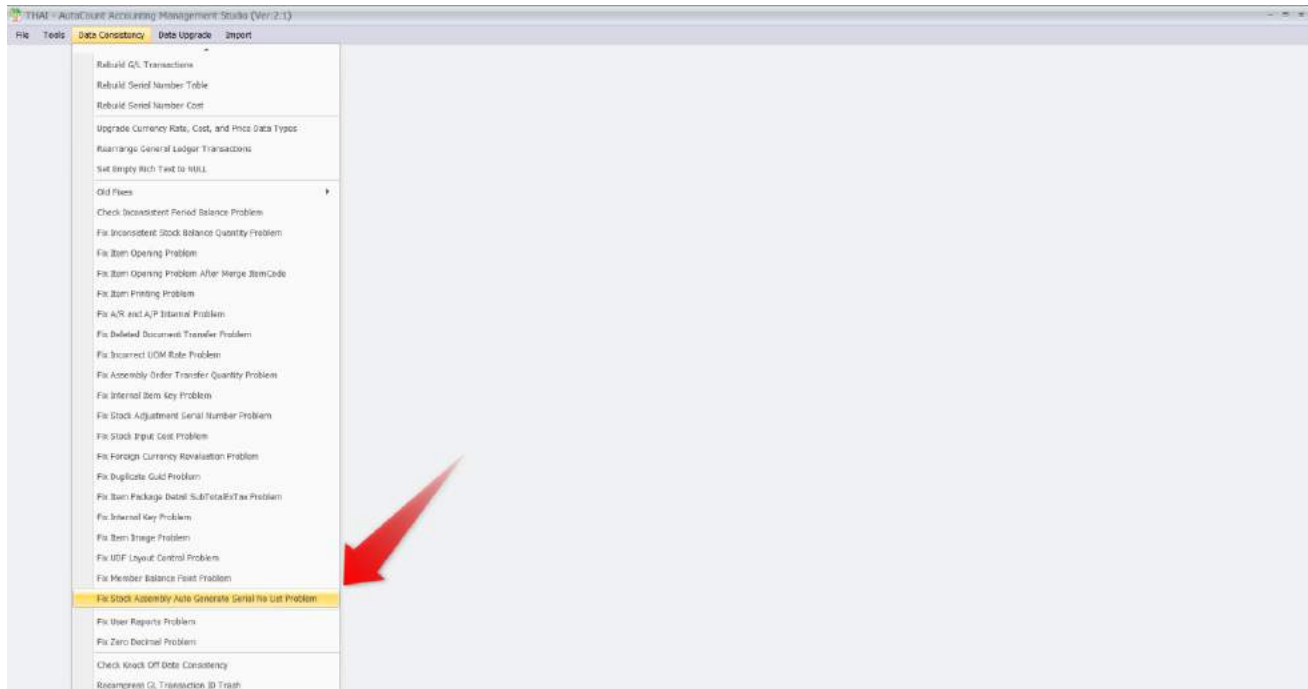 THAI - AutoCount Accounting Management Studio (Ver:2.1)
File Tools Data Consistency Data Upgrade Import
Rebuild G/L Transactions
Rebuild Serial Number Table
Rebuild Serial Number Cost
Upgrade Currency Rate, Cost, and Price Data Types
Rearrange General Ledger Transactions
Set Empty Rich Text to NULL
Old Fixes
Check Inconsistent Period Balance Problem
Fix Inconsistent Stock Balance Quantity Problem
Fix Item Opening Problem
Fix Item Opening Problem After Merge ItemCode
Fix Item Printing Problem
Fix A/R and A/P Internal Problem
Fix Deleted Document Transfer Problem
Fix Incorrect UOM Rate Problem
Fix Assembly Order Transfer Quantity Problem
Fix Internal Item Key Problem
Fix Stock Adjustment Serial Number Problem
Fix Stock Input Cost Problem
Fix Foreign Currency Revaluation Problem
Fix Duplicate Guid Problem
Fix Item Package Detail SubTotalExTax Problem
Fix Internal Key Problem
Fix Item Image Problem
Fix UDF Layout Control Problem
Fix Member Balance Point Problem
Fix Stock Assembly Auto Generate Serial No List Problem
Fix User Reports Problem
Fix Zero Decimal Problem
Check Knock Off Date Consistency
Recompress GL Transaction ID Trash